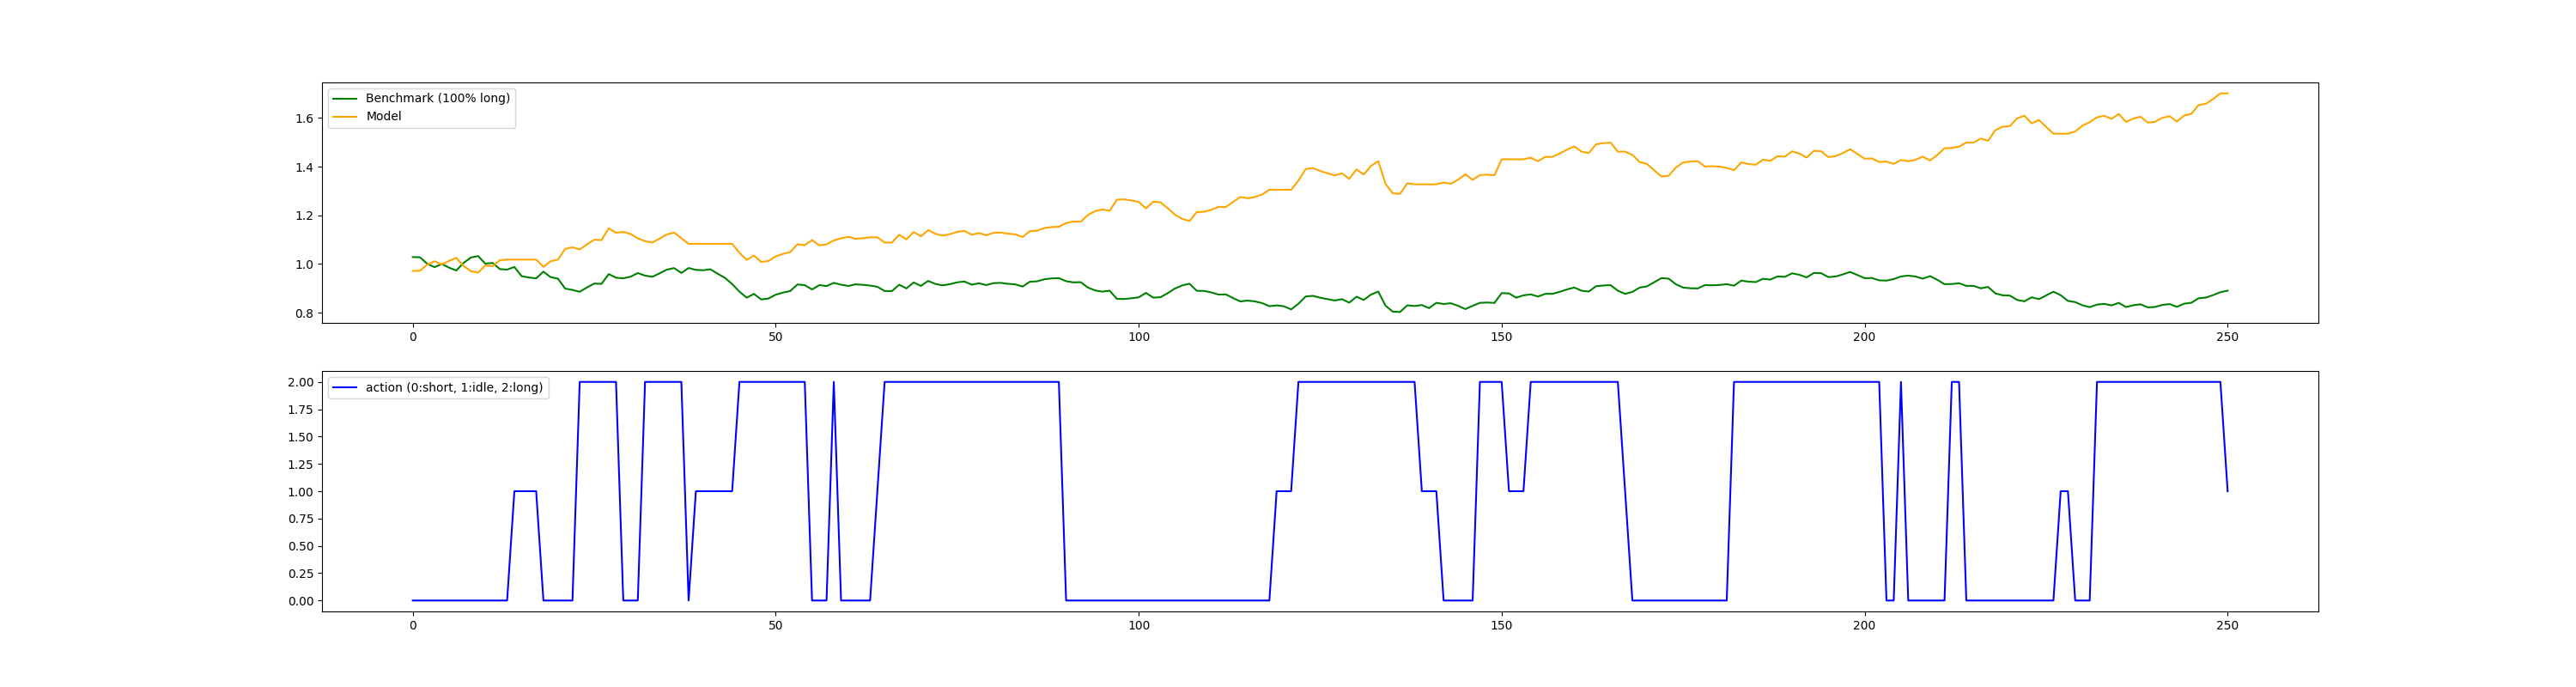 Benchmark (100% long)
Model
1.6
1.4
1.2
1.0
0.8
0 50 100 150 200 250
action (0:short, 1:idle, 2:long)
2.00
1.75
1.50
1.25
1.00
0.75
0.50
0.25
0.00
0 50 100 150 200 250